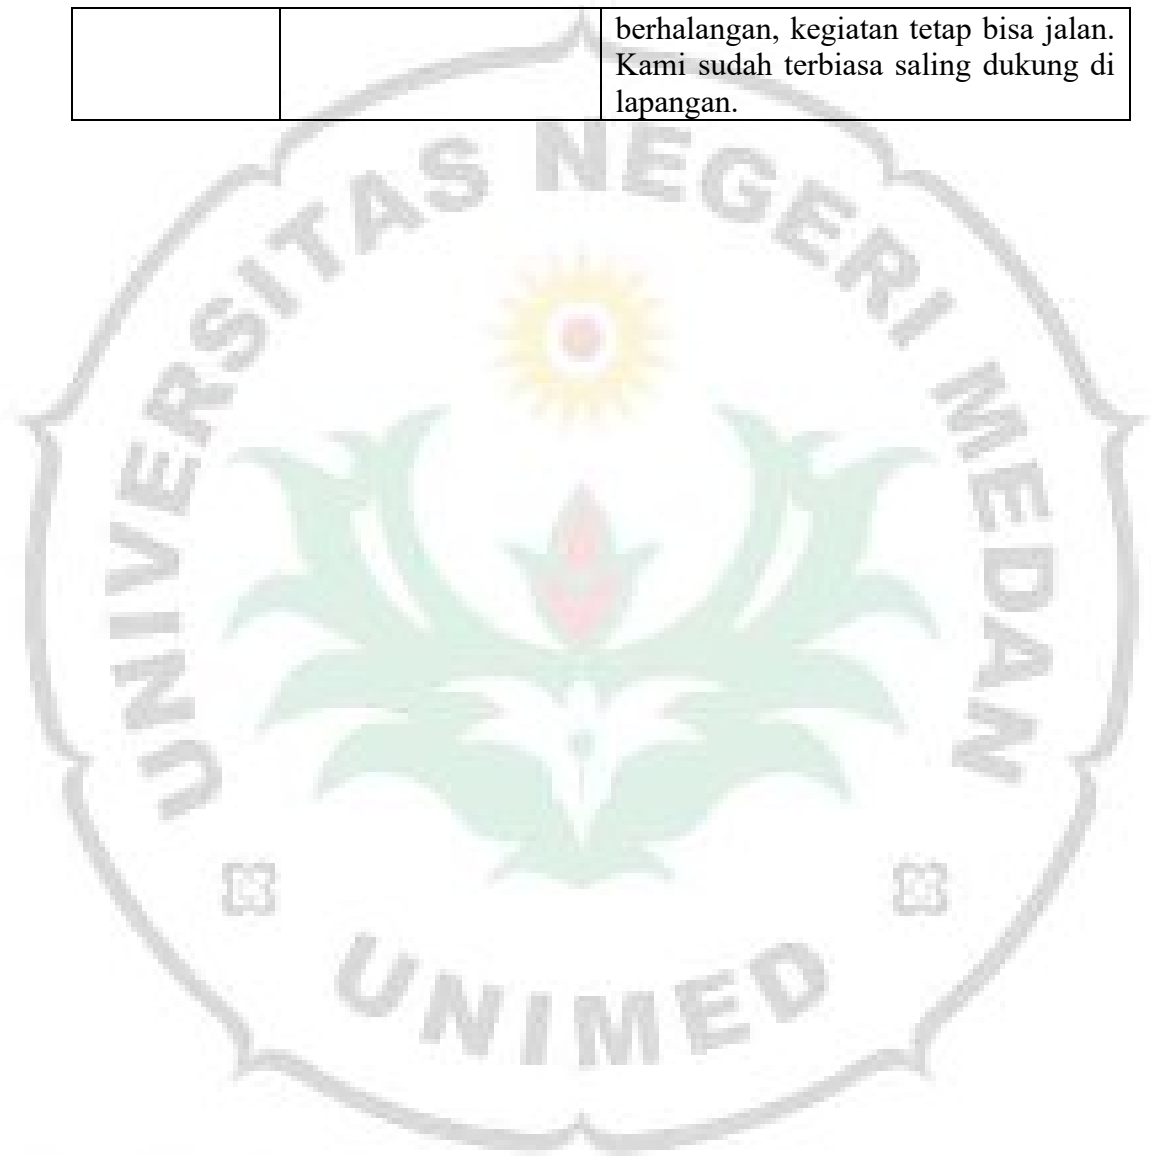 berhalangan, kegiatan tetap bisa jalan.
Kami sudah terbiasa saling dukung di
lapangan.
UNIVERSITAS NEGERI MEDAN
UNIMED